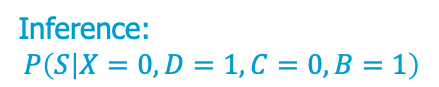 Inference:
P(S|X = 0, D = 1, C = 0, B = 1)